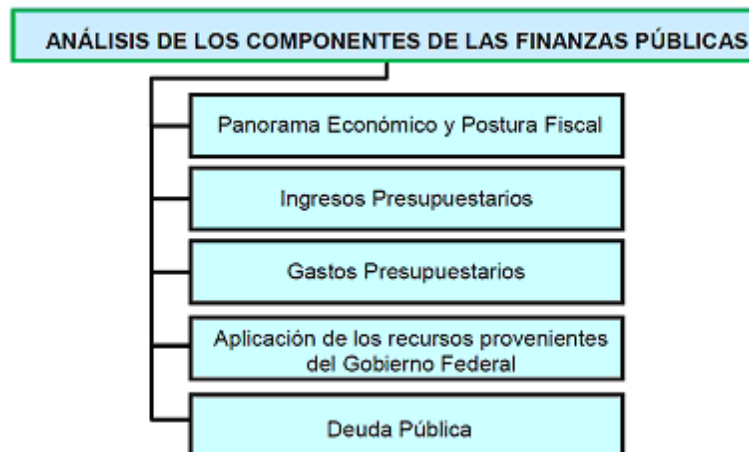 ANÁLISIS DE LOS COMPONENTES DE LAS FINANZAS PÚBLICAS
Panorama Económico y Postura Fiscal
Ingresos Presupuestarios
Gastos Presupuestarios
Aplicación de los recursos provenientes
del Gobierno Federal
Deuda Pública